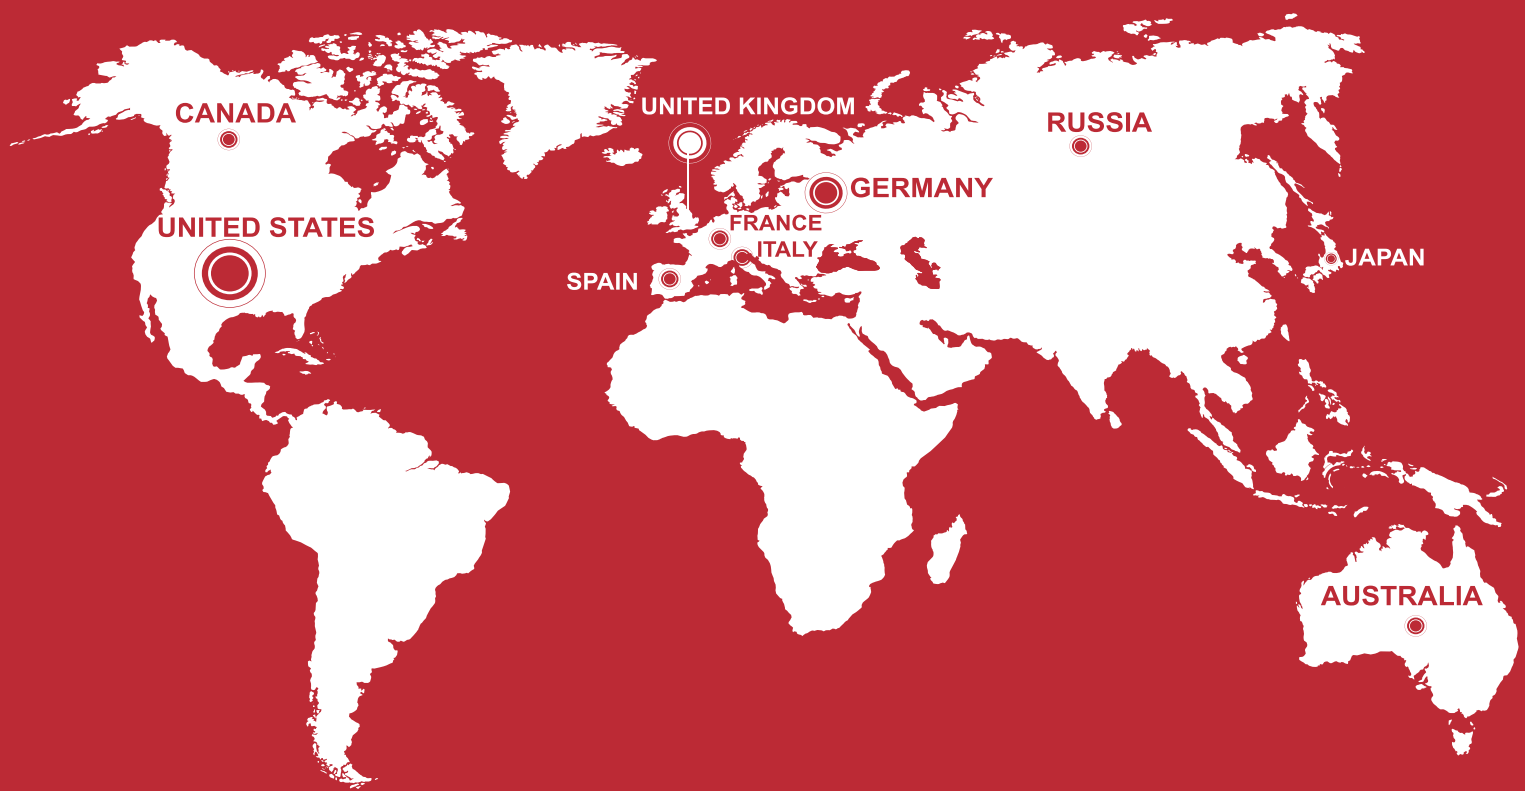 UNITED KINGDOM
CANADA
RUSSIA
GERMANY
FRANCE
UNITED STATES
ITALY
JAPAN
SPAIN
AUSTRALIA